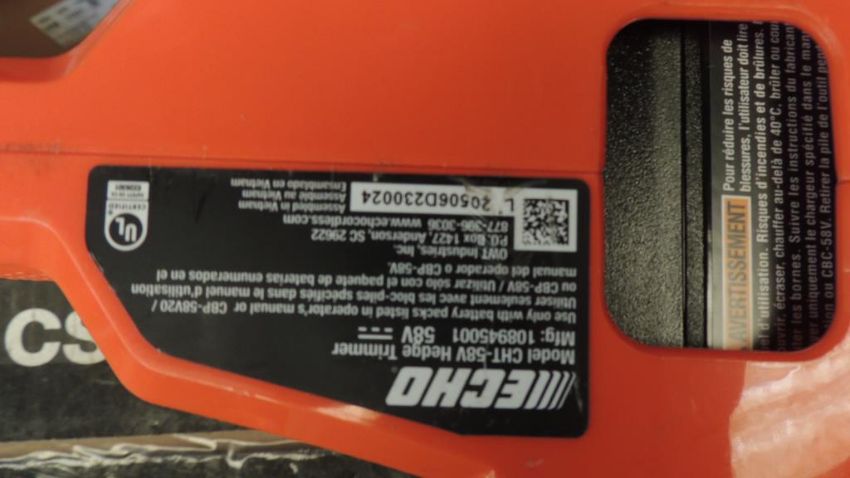 ECHO
Model CHT-58V Hedge Trimmer
Mfg: 108945001 58V
Use only with battery packs listed in operator's manual or CBP-58V20 /
Utiliser seulement avec les bloc-piles spécifiés dans le manuel d'utilisation
ou CBP-58V / Utilizar sólo con el paquete de baterías enumerados en el
manual del operador o CBP-58V.
OWT Industries, Inc.
P.O. Box 1427, Anderson, SC 29622
877-396-3036 www.echocordless.com
0506D230024
Assembled in Vietnam
Assemblé au Vietnam
Ensamblado en Vietnam
CERTIFIED
UL
AVERTISSEMENT
Pour réduire les risques de
blessures, l'utilisateur doit lire
d'utilisation. Risques d'incendies et de brûlures.
écraser, chauffer au-delà de 40°C, brûler ou
les bornes. Suivre les instructions du
uniquement le chargeur spécifié dans le
ou CBC-58V. Retirer la pile de l'outil
CS